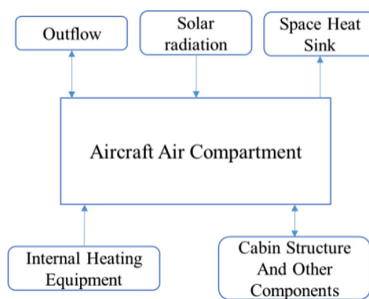 Outflow
Solar
radiation
Space Heat
Sink
Aircraft Air Compartment
Internal Heating
Equipment
Cabin Structure
And Other
Components